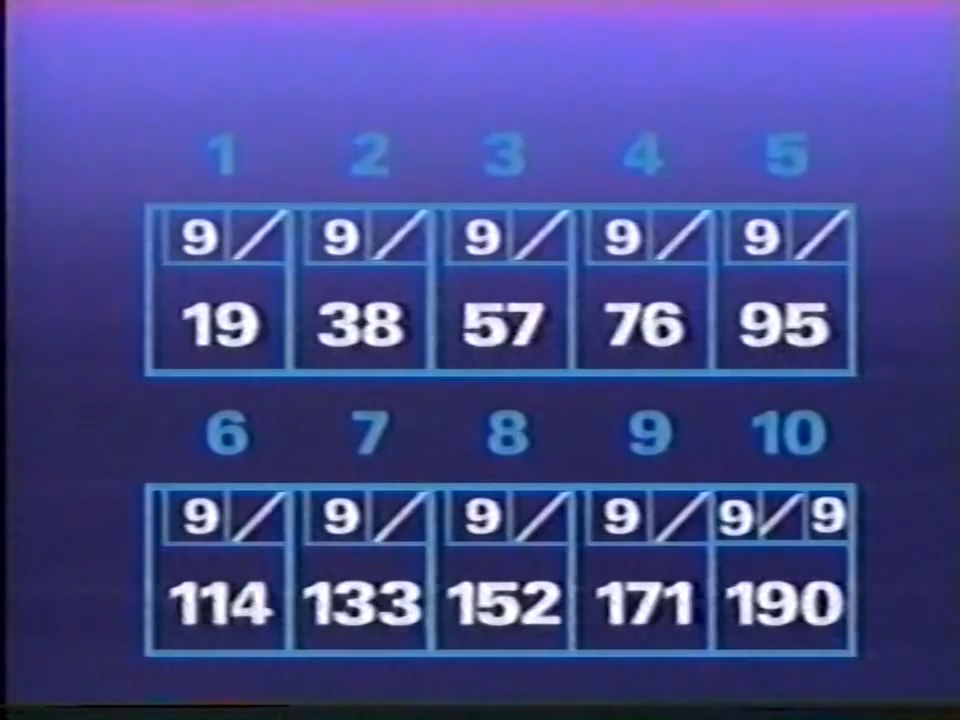 1 2 3 4 5
9 / 9 / 9 / 9 / 9 /
19 38 57 76 95
6 7 8 9 10
9 / 9 / 9 / 9 / 9 / 9
114 133 152 171 190